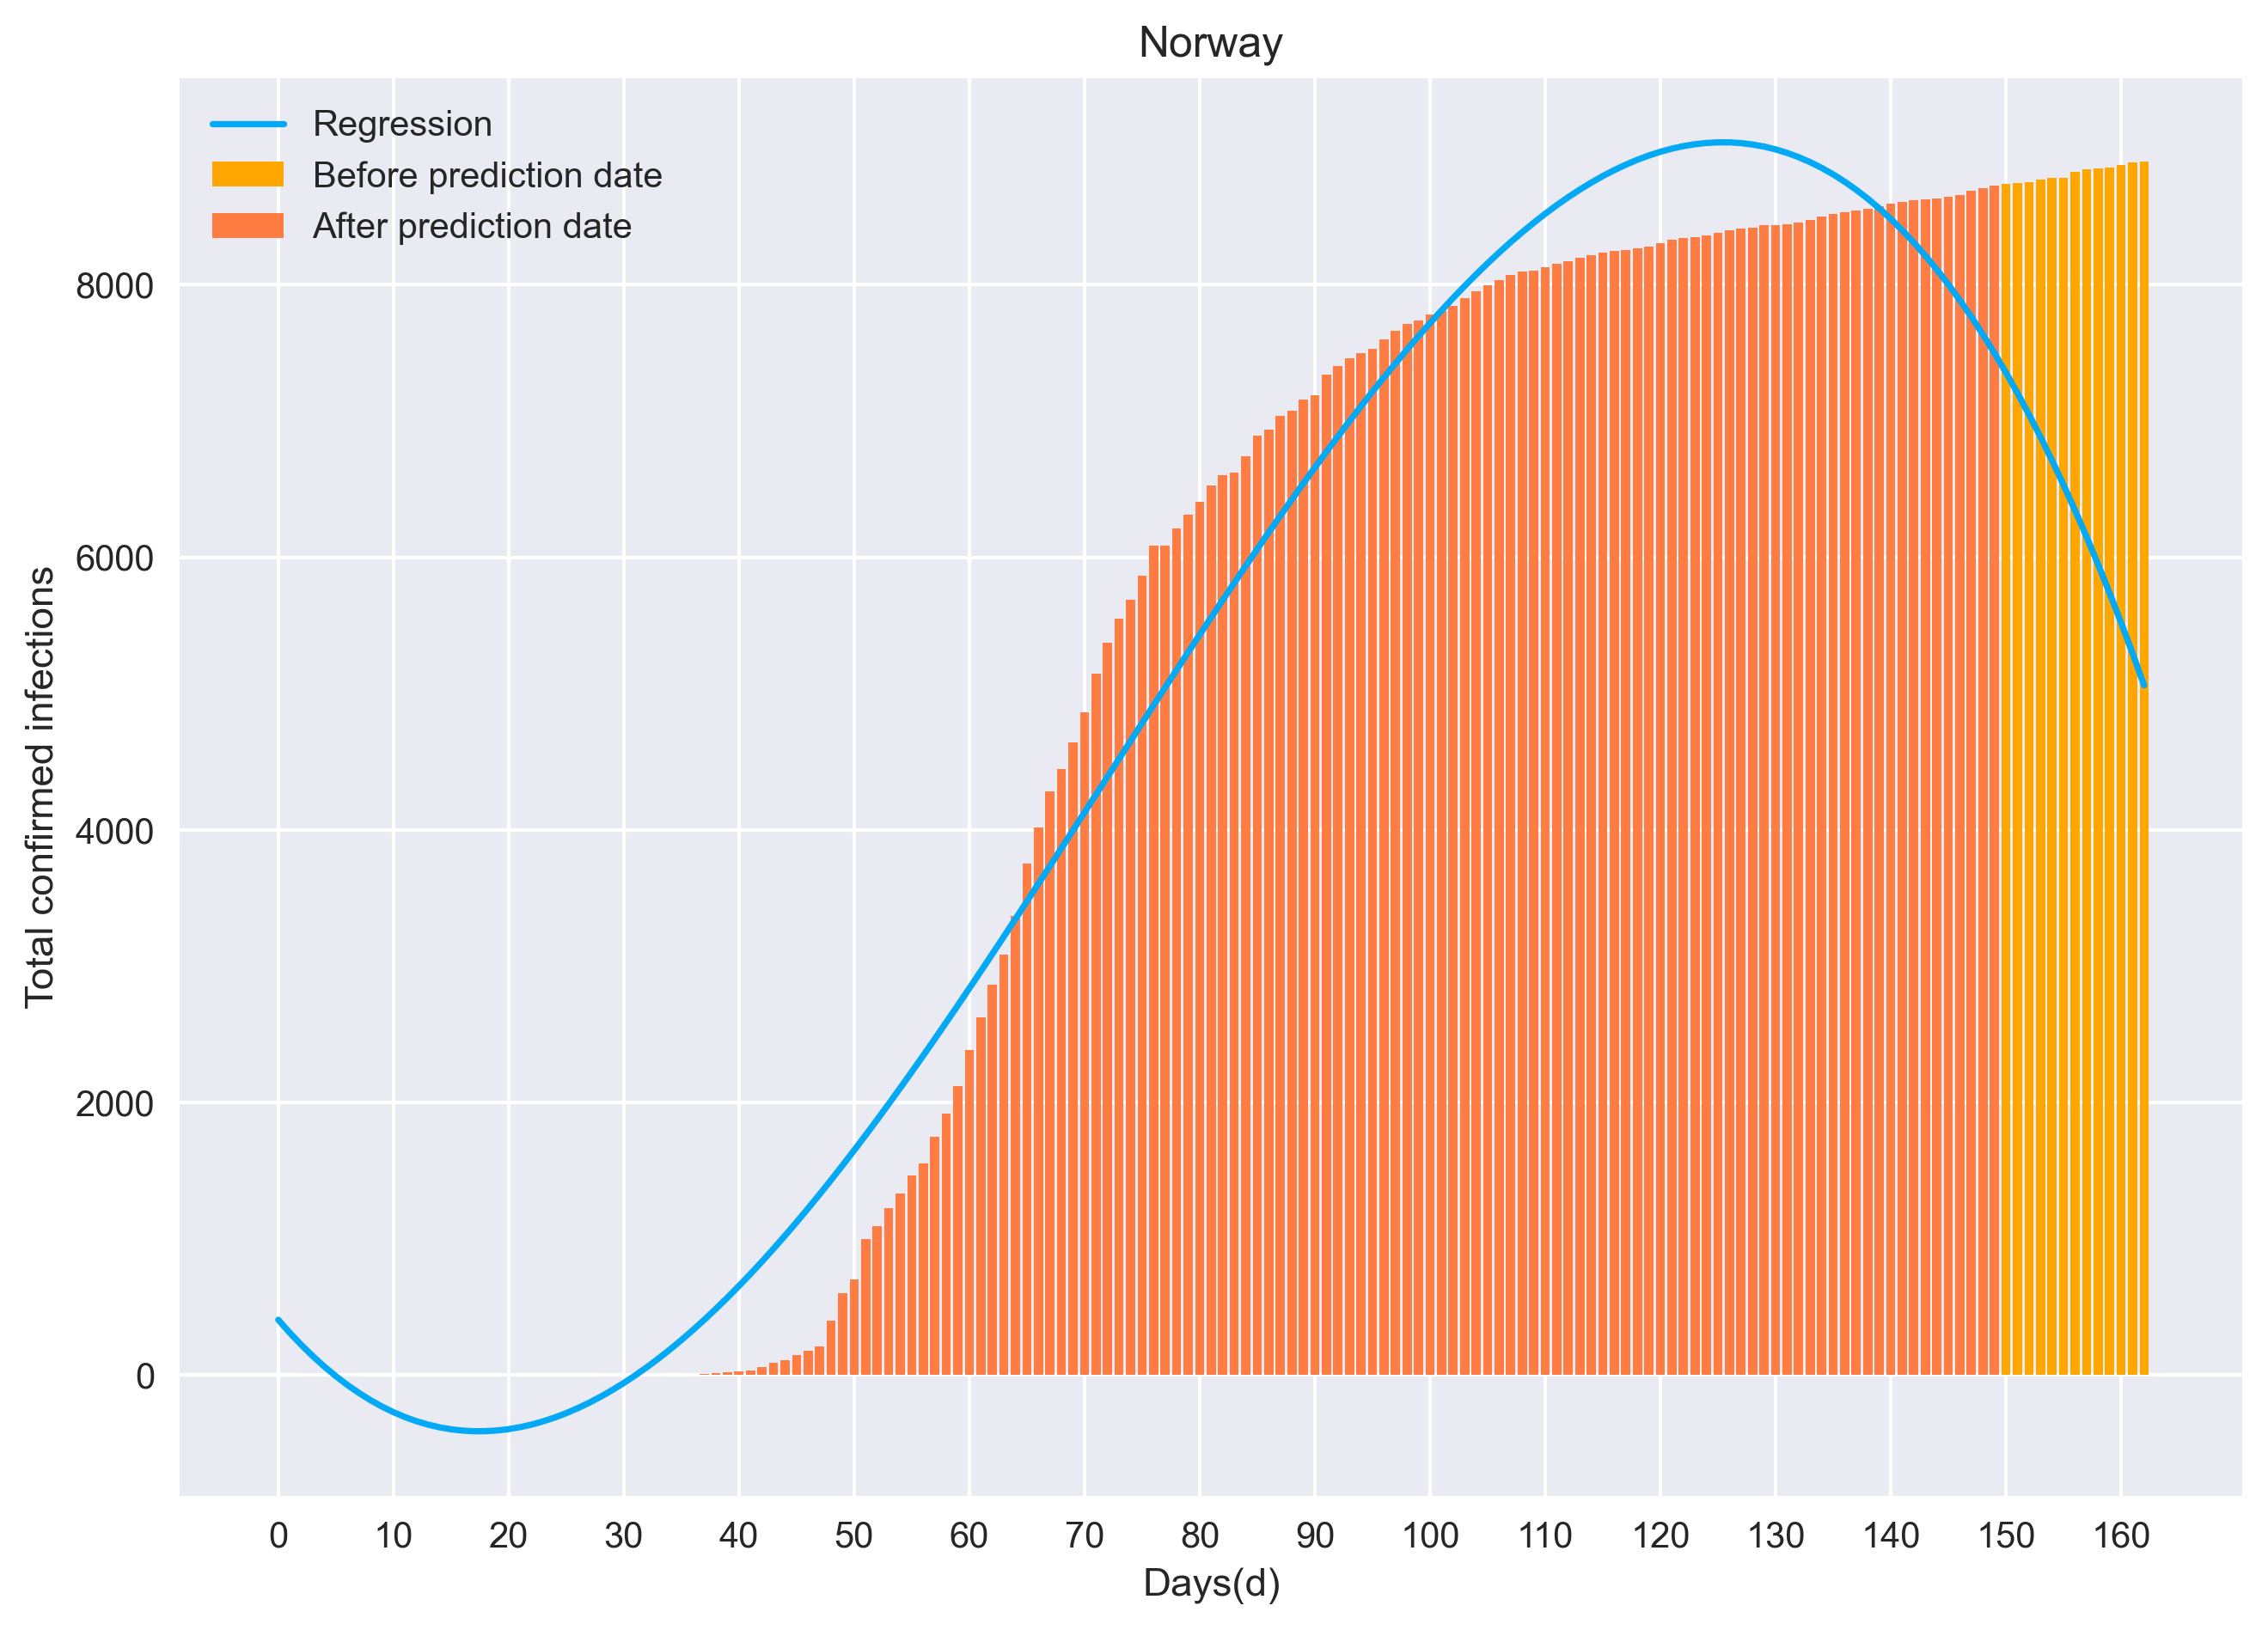 Norway
Regression
Before prediction date
After prediction date
Total confirmed infections
8000
6000
4000
2000
0
0 10 20 30 40 50 60 70 80 90 100 110 120 130 140 150 160
Days(d)